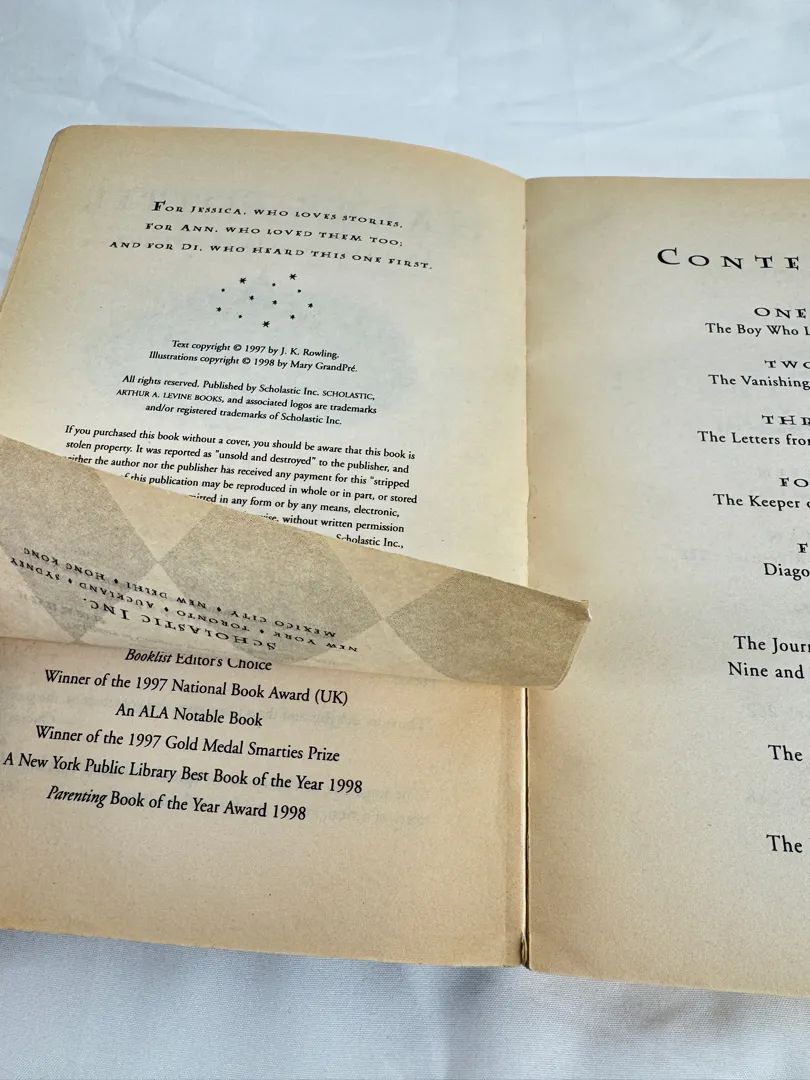 FOR JESSICA, WHO LOVES STORIES,
FOR ANN, WHO LOVED THEM TOO;
AND FOR DI, WHO HEARD THIS ONE FIRST.
Text copyright © 1997 by J. K. Rowling.
Illustrations copyright © 1998 by Mary GrandPré.
All rights reserved. Published by Scholastic Inc. SCHOLASTIC,
ARTHUR A. LEVINE BOOKS, and associated logos are trademarks
and/or registered trademarks of Scholastic Inc.
If you purchased this book without a cover, you should be aware that this book is
stolen property. It was reported as "unsold and destroyed" to the publisher, and
the author nor the publisher has received any payment for this "stripped
this publication may be reproduced in whole or in part, or stored
in any form or by any means, electronic,
without written permission
Scholastic Inc.,
SCHOLASTIC INC.
NEW YORK • TORONTO • AUCKLAND • SYDNEY
MEXICO CITY • NEW DELHI • HONG KONG
Booklist Editor's Choice
Winner of the 1997 National Book Award (UK)
An ALA Notable Book
Winner of the 1997 Gold Medal Smarties Prize
A New York Public Library Best Book of the Year 1998
Parenting Book of the Year Award 1998
CONTE
ONE
The Boy Who L
TWO
The Vanishing
THR
The Letters from
FO
The Keeper o
F
Diago
The Jour
Nine and
The
The